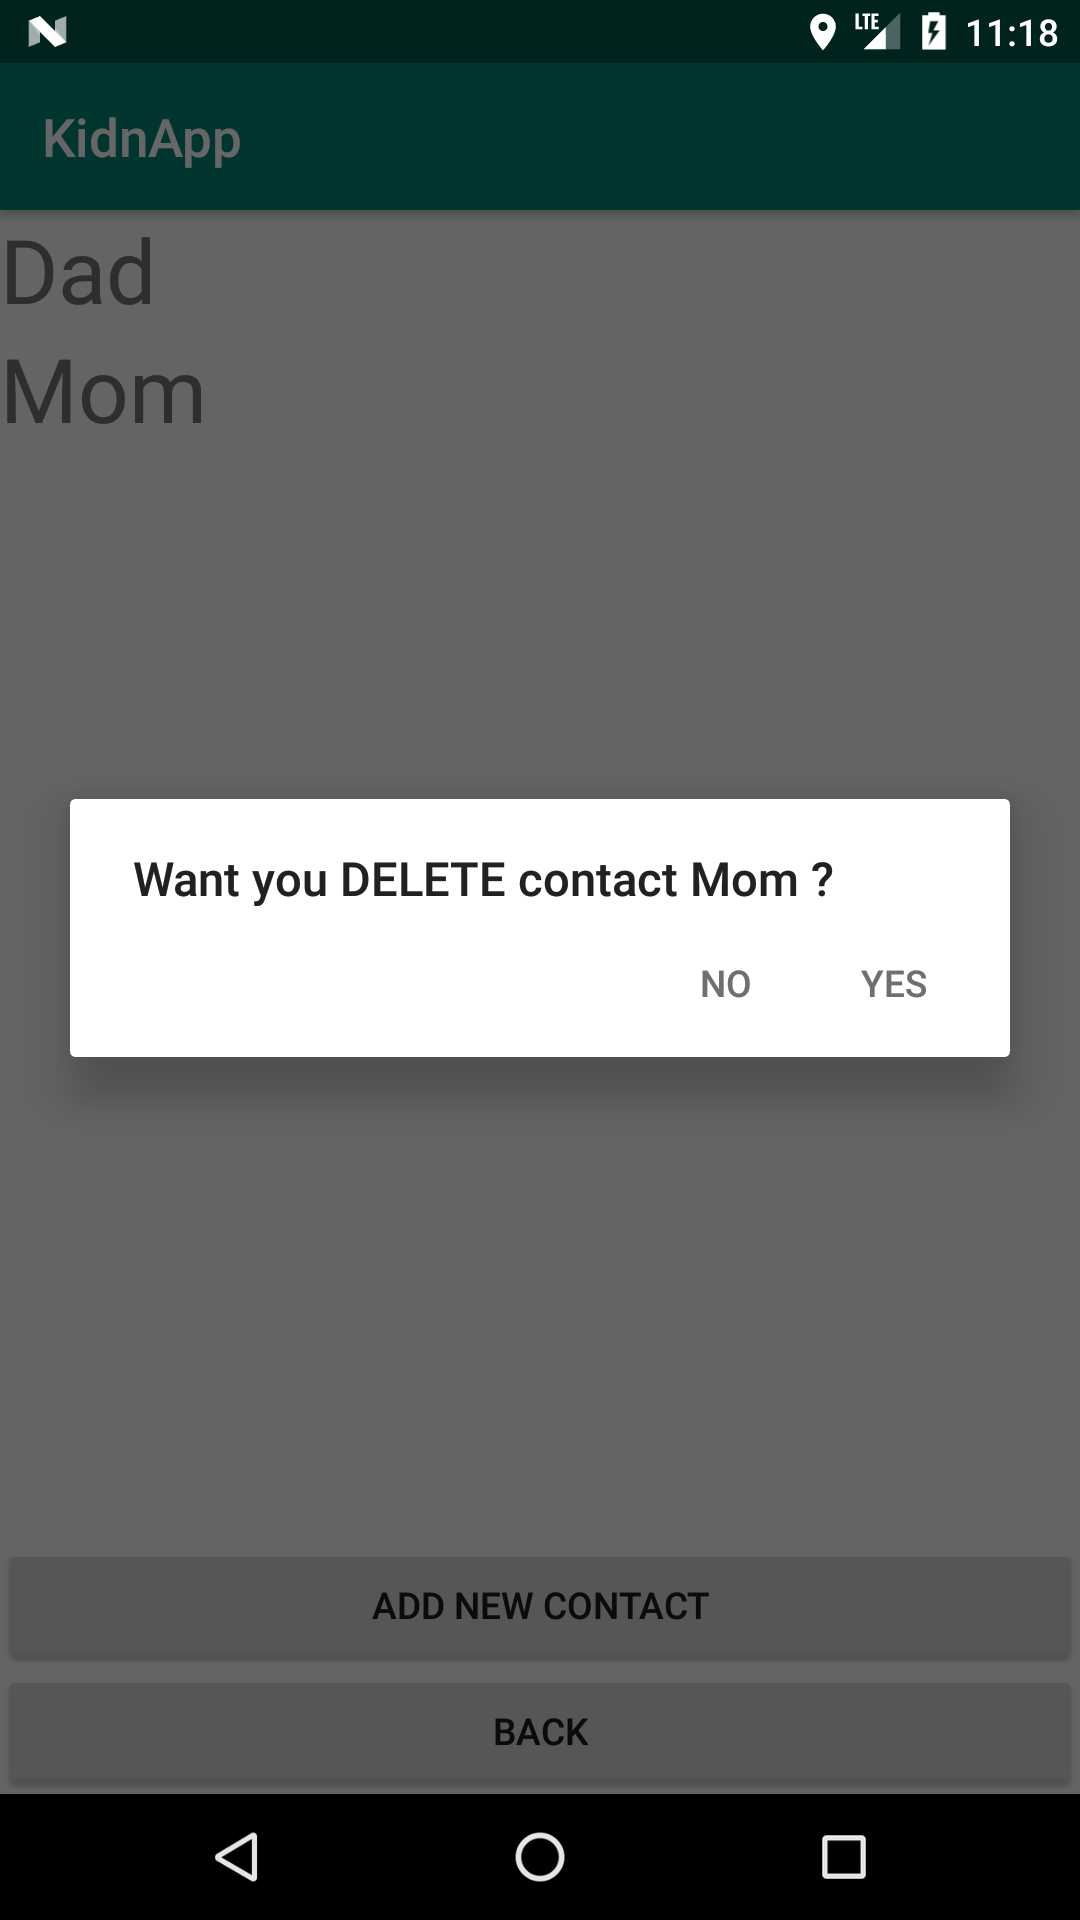 LTE 11:18
KidnApp
Dad
Mom
Want you DELETE contact Mom ?
NO YES
ADD NEW CONTACT
BACK